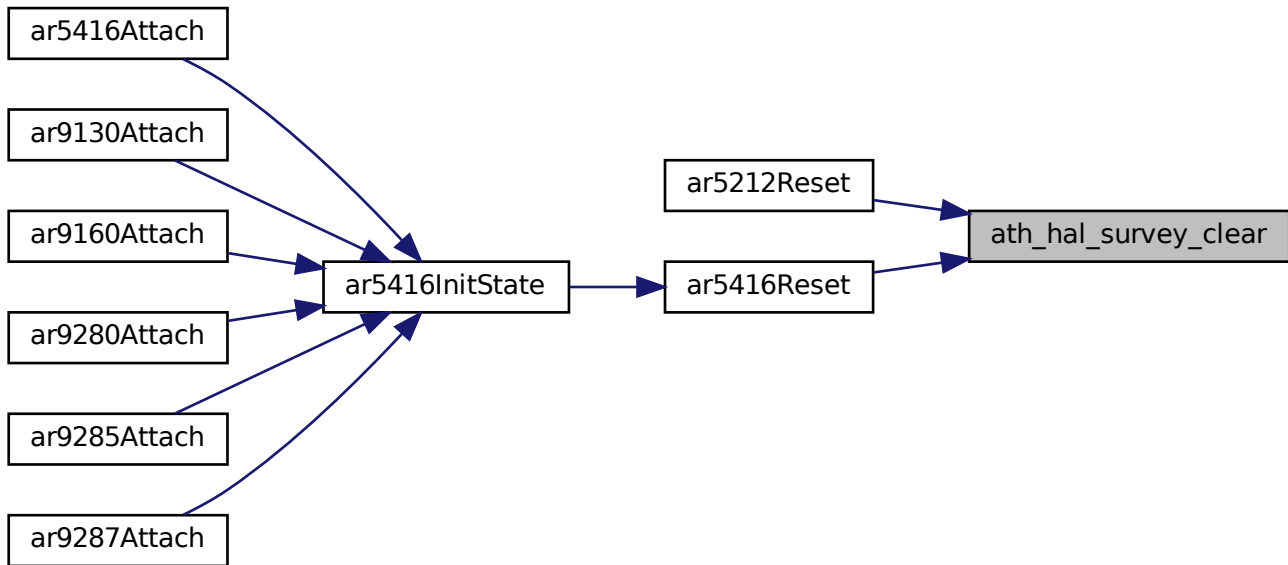 ar5416Attach
ar9130Attach
ar9160Attach
ar9280Attach
ar9285Attach
ar9287Attach
ar5416InitState
ar5212Reset
ar5416Reset
ath_hal_survey_clear